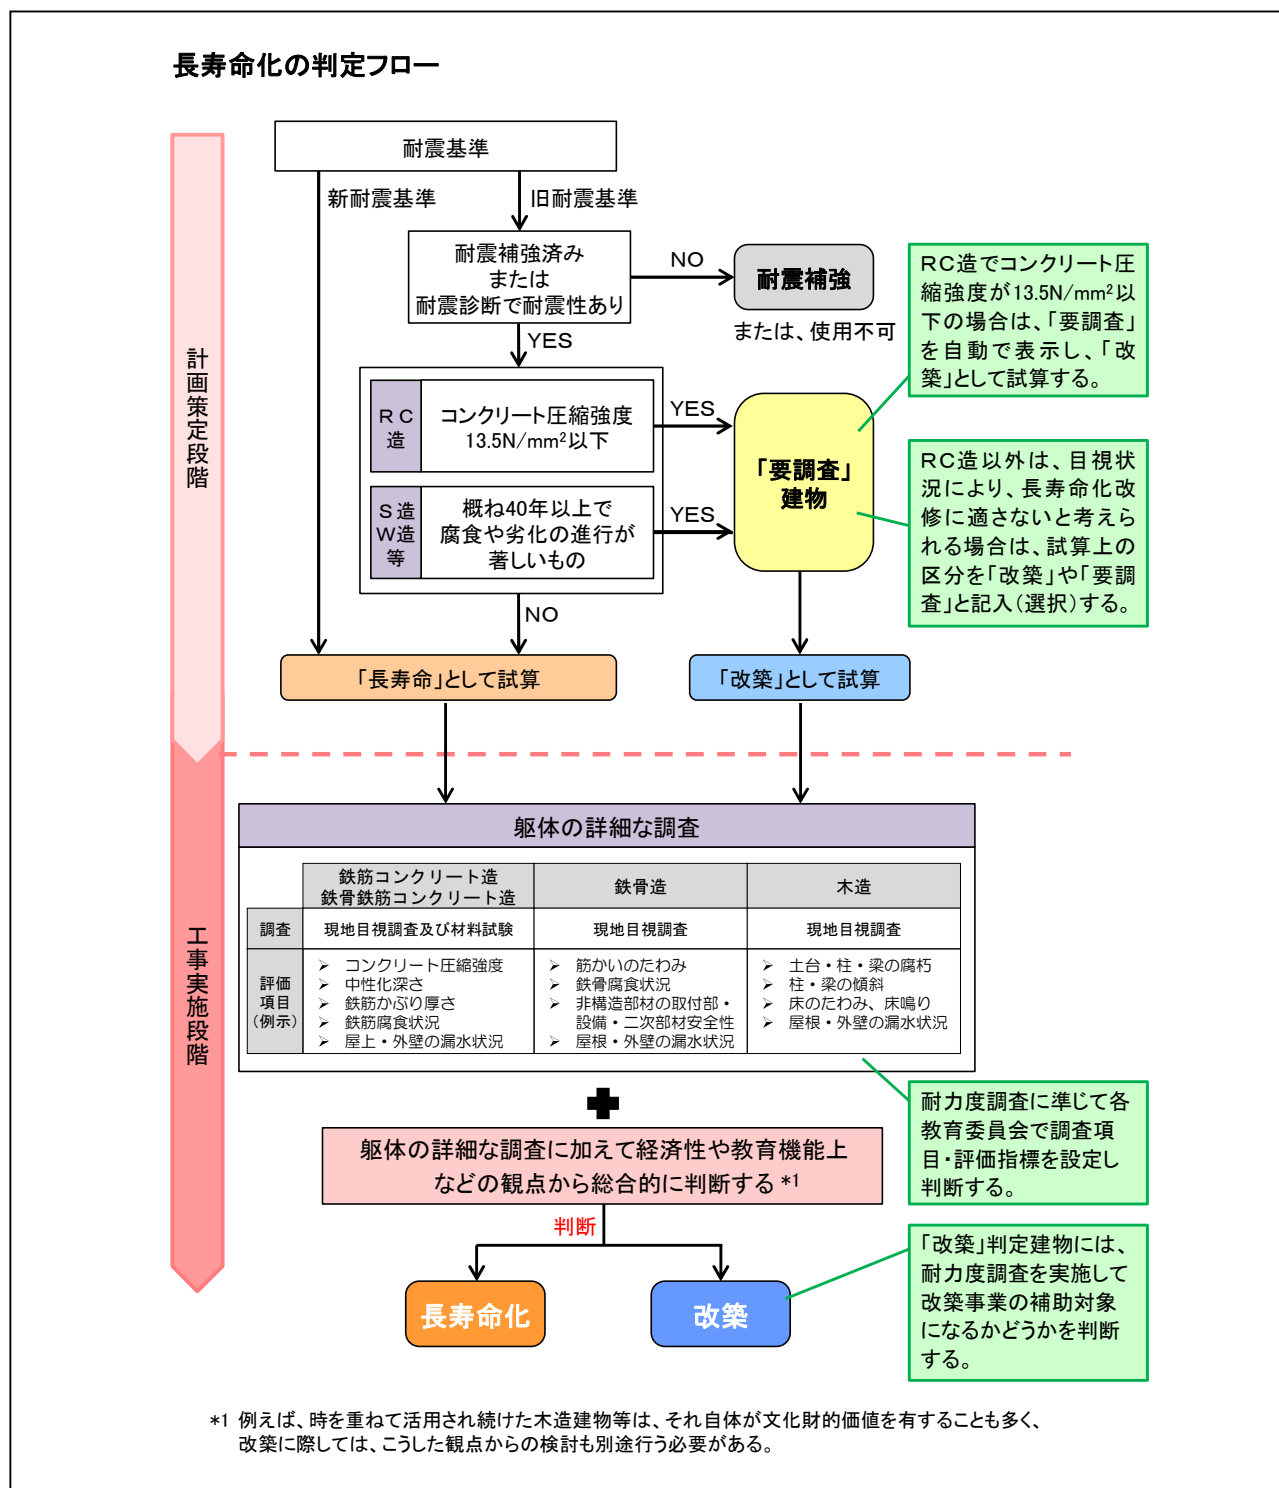 長寿命化の判定フロー
計画策定段階
耐震基準
新耐震基準
旧耐震基準
耐震補強済み
または
耐震診断で耐震性あり
NO
耐震補強
または、使用不可
YES
ＲＣ
造
コンクリート圧縮強度
13.5N/mm²以下
YES
Ｓ造
Ｗ造
等
概ね40年以上で
腐食や劣化の進行が
著しいもの
YES
「要調査」
建物
NO
「長寿命」として試算
「改築」として試算
ＲＣ造でコンクリート圧
縮強度が13.5N/mm²以
下の場合は、「要調査」
を自動で表示し、「改
築」として試算する。
ＲＣ造以外は、目視状
況により、長寿命化改
修に適さないと考えら
れる場合は、試算上の
区分を「改築」や「要調
査」と記入（選択）する。
工事実施段階
躯体の詳細な調査
鉄筋コンクリート造
鉄骨鉄筋コンクリート造
鉄骨造
木造
調査
現地目視調査及び材料試験
現地目視調査
現地目視調査
評価
項目
（例示）
➢ コンクリート圧縮強度
➢ 中性化深さ
➢ 鉄筋かぶり厚さ
➢ 鉄筋腐食状況
➢ 屋上・外壁の漏水状況
➢ 筋かいのたわみ
➢ 鉄骨腐食状況
➢ 非構造部材の取付部・
設備・二次部材安全性
➢ 屋根・外壁の漏水状況
➢ 土台・柱・梁の腐朽
➢ 柱・梁の傾斜
➢ 床のたわみ、床鳴り
➢ 屋根・外壁の漏水状況
耐力度調査に準じて各
教育委員会で調査項
目・評価指標を設定し
判断する。
躯体の詳細な調査に加えて経済性や教育機能上
などの観点から総合的に判断する *1
判断
長寿命化
改築
「改築」判定建物には、
耐力度調査を実施して
改築事業の補助対象
になるかどうかを判断
する。
*1 例えば、時を重ねて活用され続けた木造建物等は、それ自体が文化財的価値を有することも多く、
改築に際しては、こうした観点からの検討も別途行う必要がある。